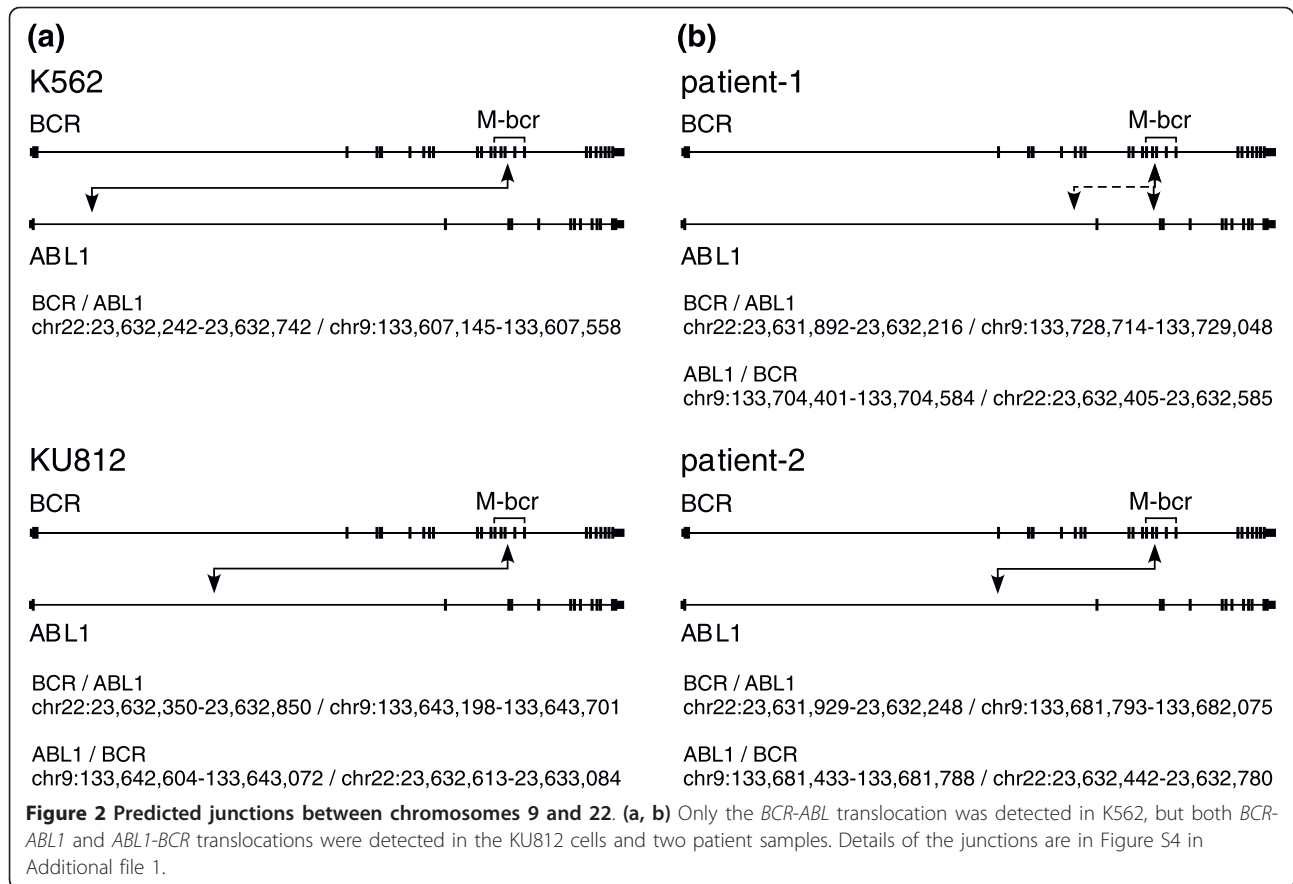 (a)
K562
BCR
M-bcr
ABL1
BCR / ABL1
chr22:23,632,242-23,632,742 / chr9:133,607,145-133,607,558
KU812
BCR
M-bcr
ABL1
BCR / ABL1
chr22:23,632,350-23,632,850 / chr9:133,643,198-133,643,701
ABL1 / BCR
chr9:133,642,604-133,643,072 / chr22:23,632,613-23,633,084
(b)
patient-1
BCR
M-bcr
ABL1
BCR / ABL1
chr22:23,631,892-23,632,216 / chr9:133,728,714-133,729,048
ABL1 / BCR
chr9:133,704,401-133,704,584 / chr22:23,632,405-23,632,585
patient-2
BCR
M-bcr
ABL1
BCR / ABL1
chr22:23,631,929-23,632,248 / chr9:133,681,793-133,682,075
ABL1 / BCR
chr9:133,681,433-133,681,788 / chr22:23,632,442-23,632,780
Figure 2 Predicted junctions between chromosomes 9 and 22. (a, b) Only the BCR-ABL translocation was detected in K562, but both BCR-
ABL1 and ABL1-BCR translocations were detected in the KU812 cells and two patient samples. Details of the junctions are in Figure S4 in
Additional file 1.